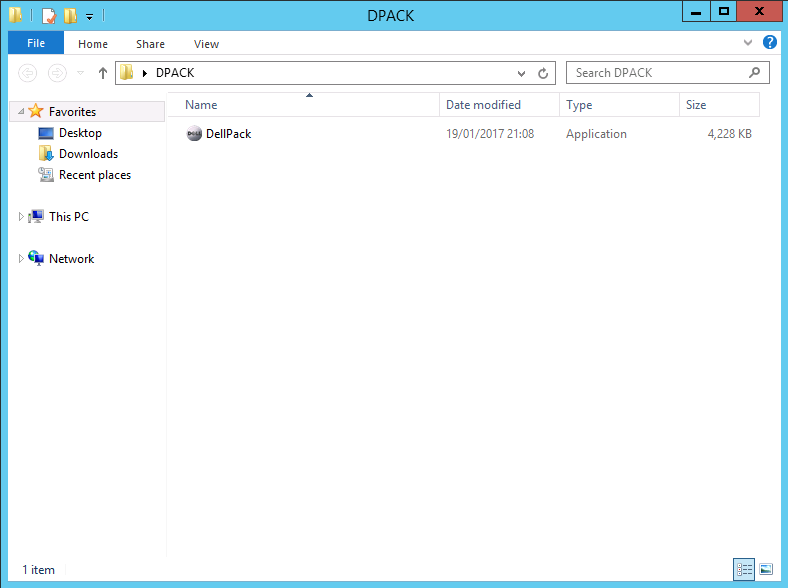 DPACK
File Home Share View
DPACK Search DPACK
Name Date modified Type Size
Favorites
DellPack 19/01/2017 21:08 Application 4,228 KB
Desktop
Downloads
Recent places
This PC
Network
1 item